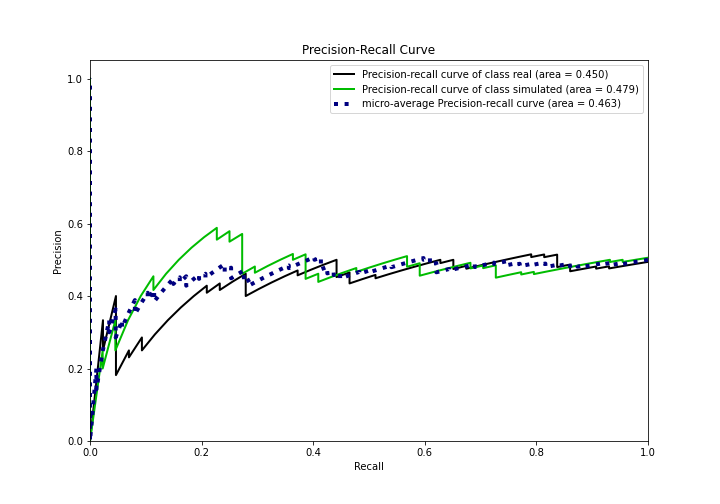 Precision-Recall Curve
Precision-recall curve of class real (area = 0.450)
Precision-recall curve of class simulated (area = 0.479)
micro-average Precision-recall curve (area = 0.463)
Precision
1.0
0.8
0.6
0.4
0.2
0.0
0.0 0.2 0.4 0.6 0.8 1.0
Recall